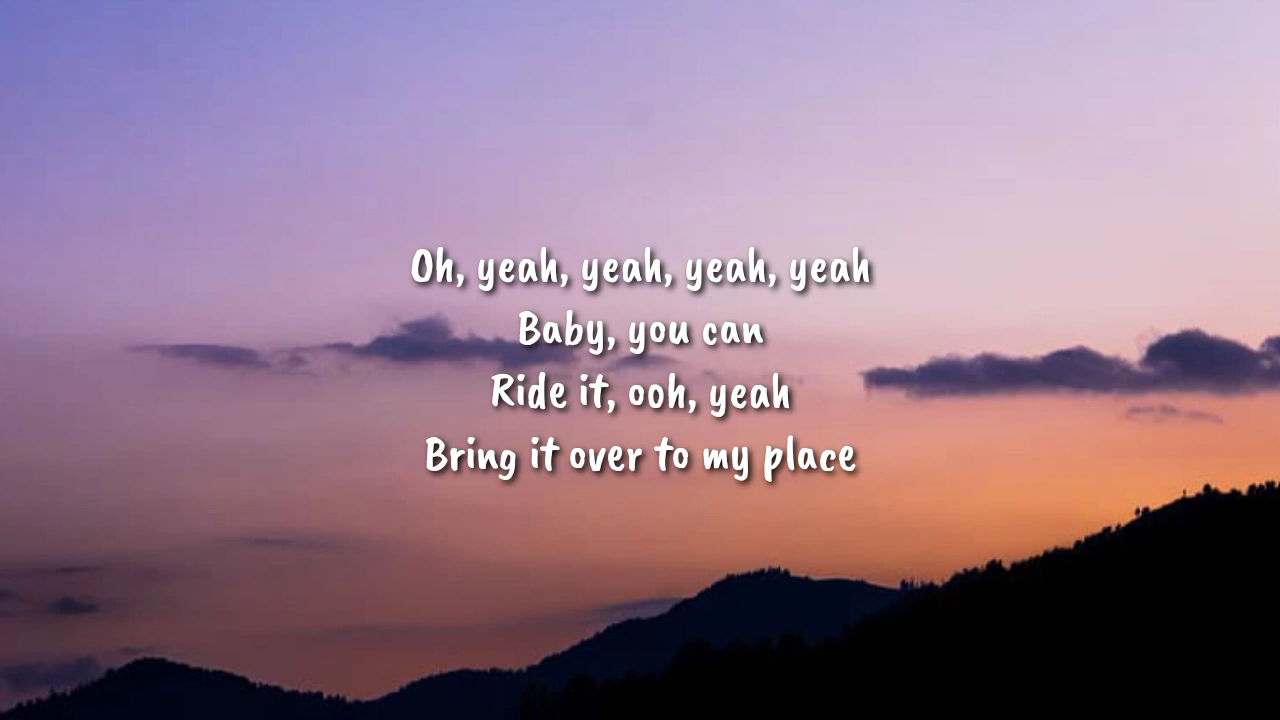 Oh, yeah, yeah, yeah, yeah
Baby, you can
Ride it, ooh, yeah
Bring it over to my place